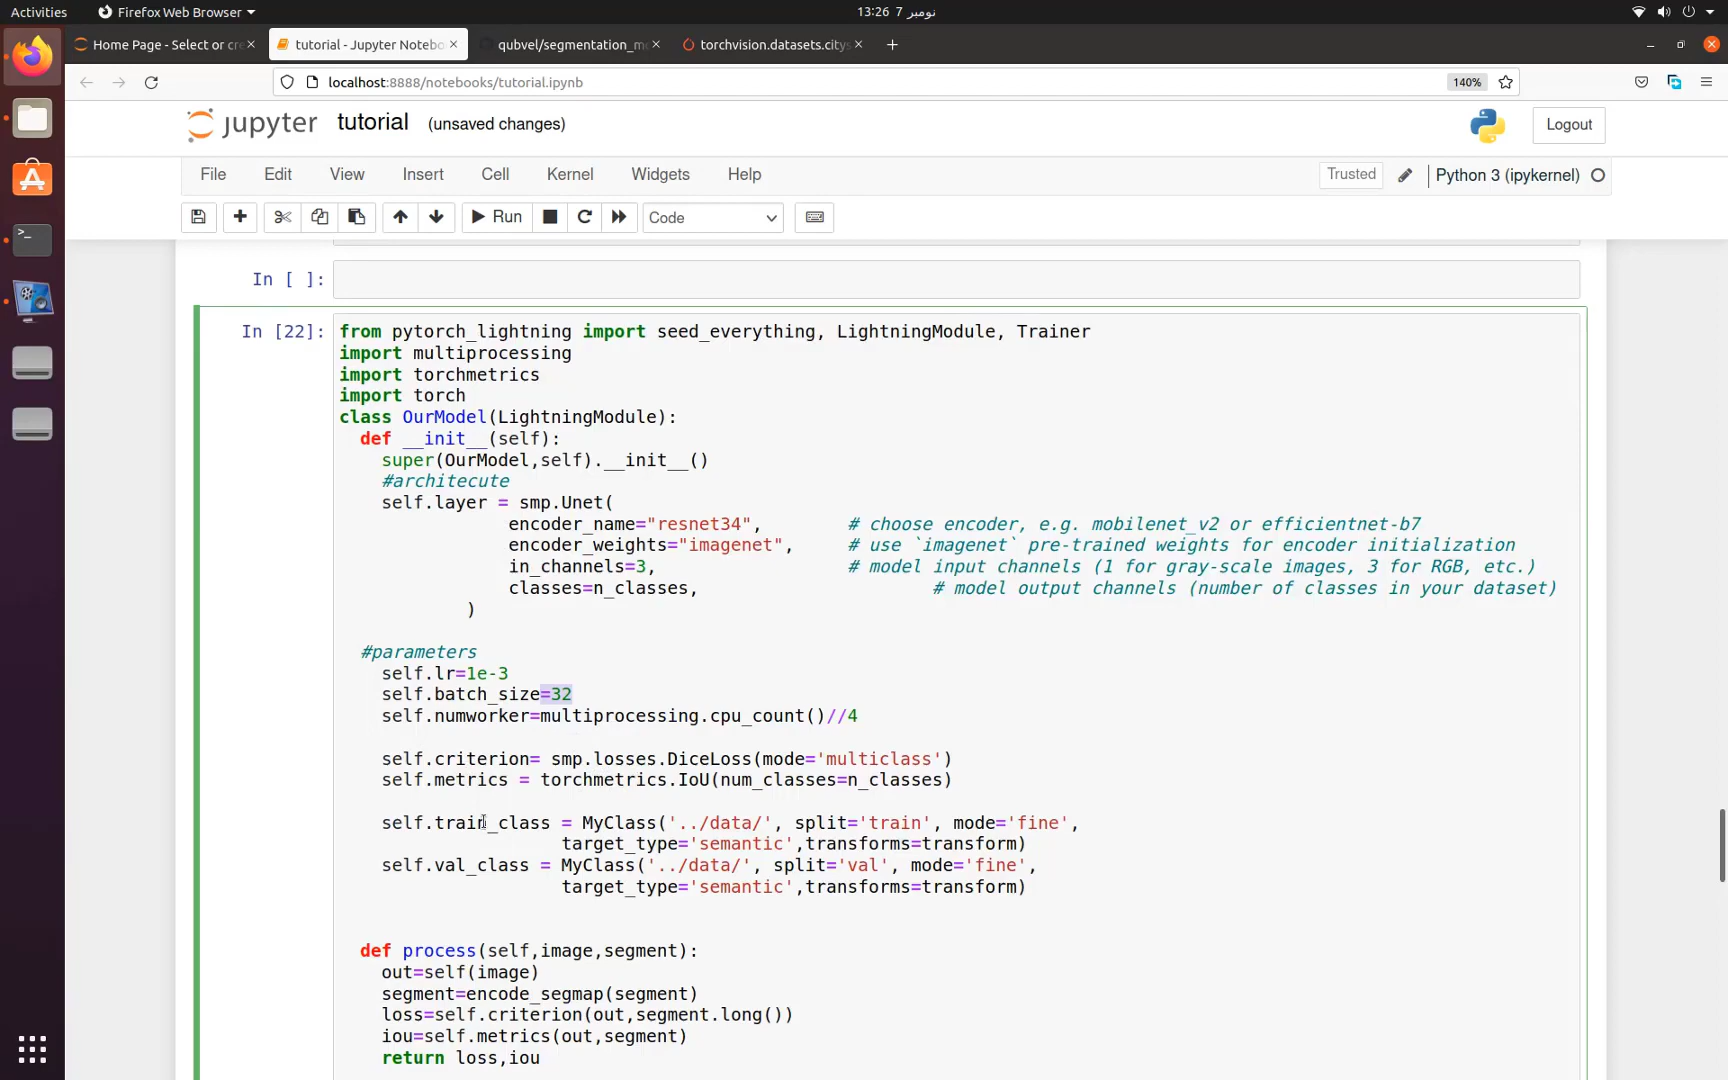 Activities Firefox Web Browser 13:26 نومبر 7
Home Page - Select or cre tutorial - Jupyter Notebo qubvel/segmentation_m torchvision.datasets.citys
localhost:8888/notebooks/tutorial.ipynb 140%
jupyter tutorial (unsaved changes) Logout
File Edit View Insert Cell Kernel Widgets Help Trusted Python 3 (ipykernel)
Run Code
In [ ]:
In [22]: from pytorch_lightning import seed_everything, LightningModule, Trainer
import multiprocessing
import torchmetrics
import torch
class OurModel(LightningModule):
def __init__(self):
super(OurModel,self).__init__()
#architecute
self.layer = smp.Unet(
encoder_name="resnet34", # choose encoder, e.g. mobilenet_v2 or efficientnet-b7
encoder_weights="imagenet", # use `imagenet` pre-trained weights for encoder initialization
in_channels=3, # model input channels (1 for gray-scale images, 3 for RGB, etc.)
classes=n_classes, # model output channels (number of classes in your dataset)
)
#parameters
self.lr=1e-3
self.batch_size=32
self.numworker=multiprocessing.cpu_count()//4
self.criterion= smp.losses.DiceLoss(mode='multiclass')
self.metrics = torchmetrics.IoU(num_classes=n_classes)
self.train_class = MyClass('../data/', split='train', mode='fine',
target_type='semantic',transforms=transform)
self.val_class = MyClass('../data/', split='val', mode='fine',
target_type='semantic',transforms=transform)
def process(self,image,segment):
out=self(image)
segment=encode_segmap(segment)
loss=self.criterion(out,segment.long())
iou=self.metrics(out,segment)
return loss,iou